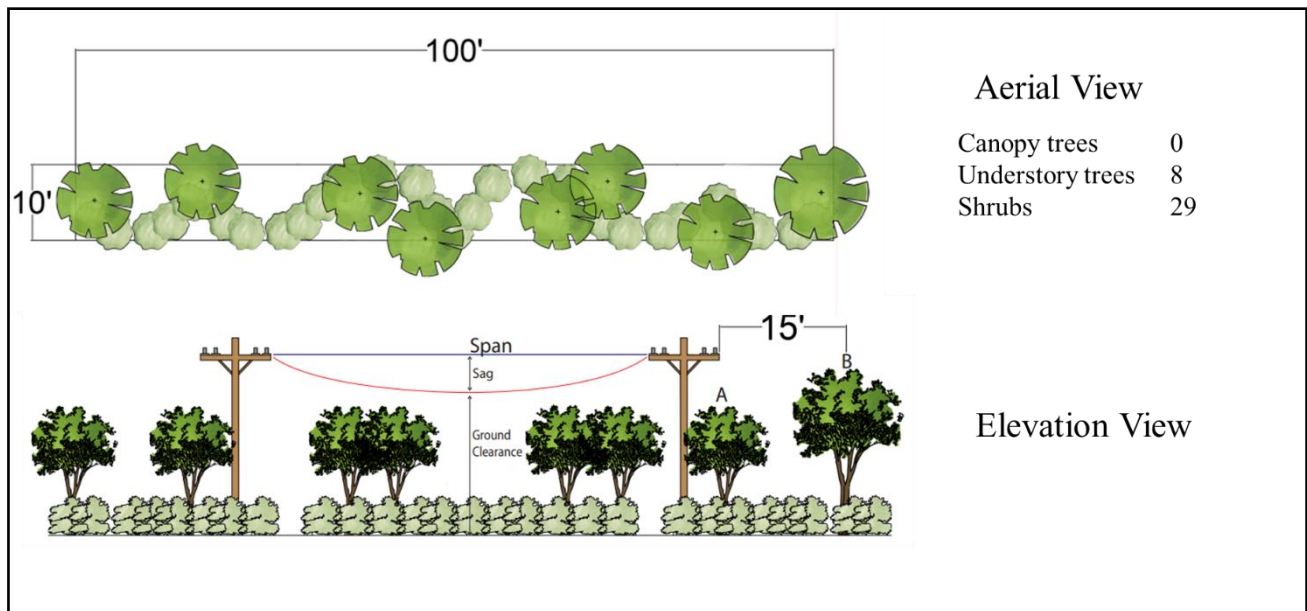 100'
10'
Aerial View
Canopy trees 0
Understory trees 8
Shrubs 29
15'
Span
Sag
B
A
Ground
Clearance
Elevation View